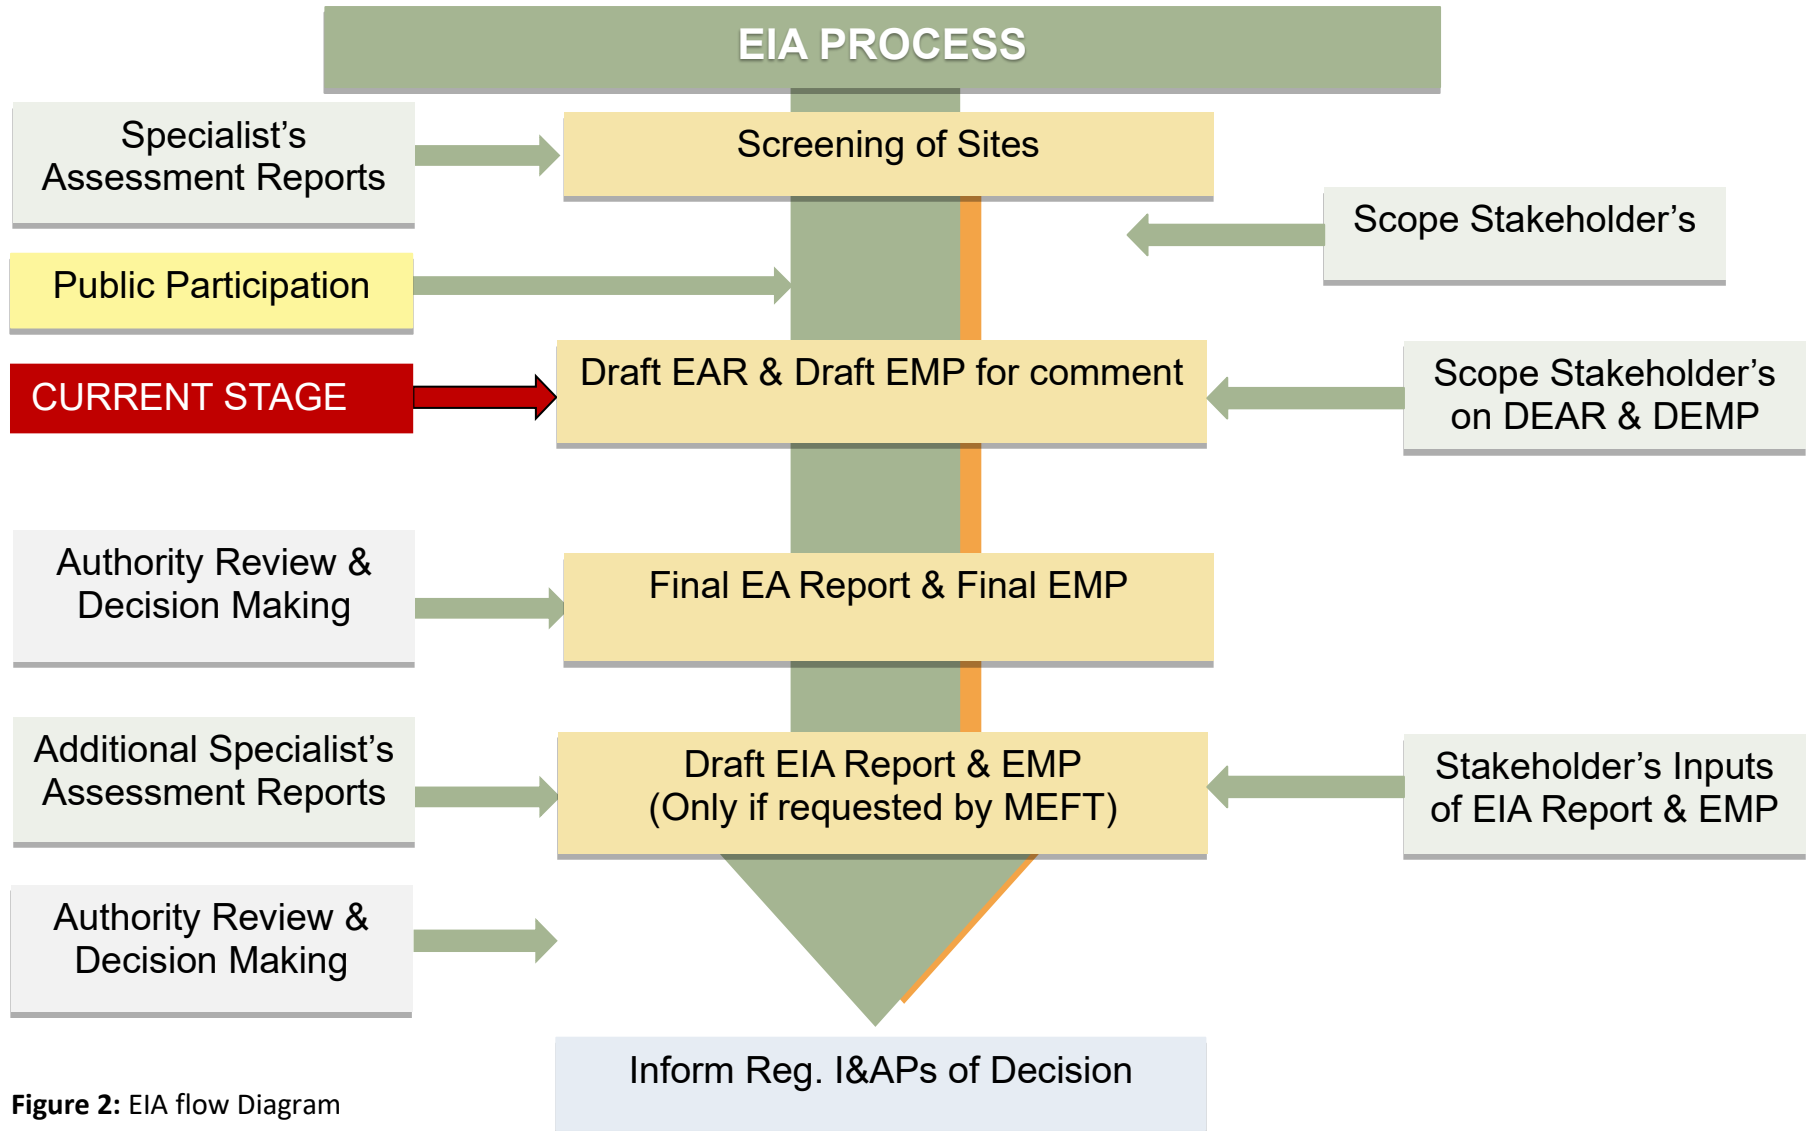 EIA PROCESS
Specialist’s
Assessment Reports
Screening of Sites
Scope Stakeholder’s
Public Participation
CURRENT STAGE
Draft EAR & Draft EMP for comment
Scope Stakeholder’s
on DEAR & DEMP
Authority Review &
Decision Making
Final EA Report & Final EMP
Additional Specialist’s
Assessment Reports
Draft EIA Report & EMP
(Only if requested by MEFT)
Stakeholder’s Inputs
of EIA Report & EMP
Authority Review &
Decision Making
Inform Reg. I&APs of Decision
Figure 2: EIA flow Diagram